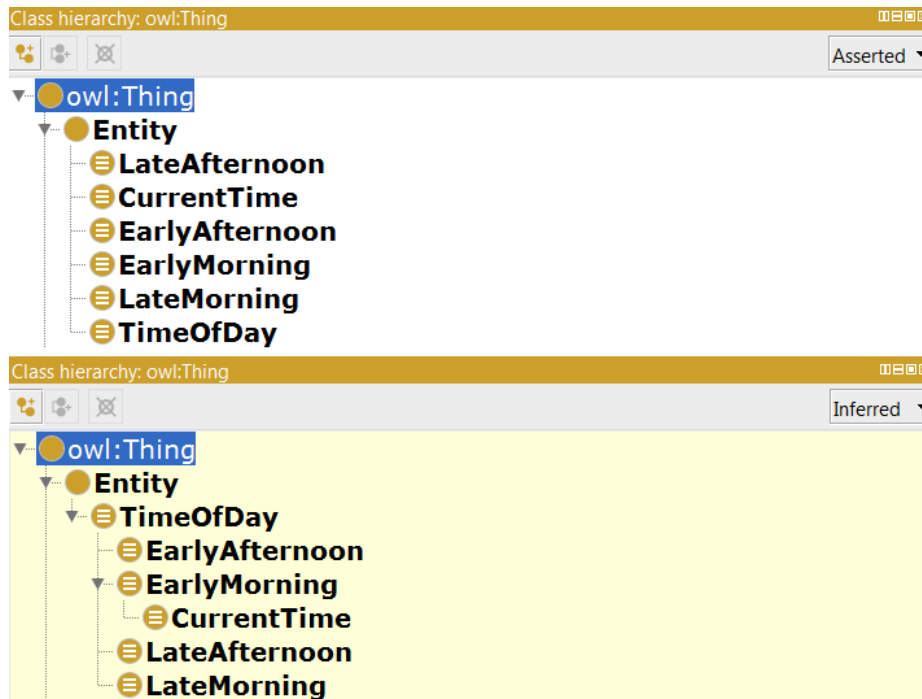 Class hierarchy: owl:Thing
Asserted
owl:Thing
Entity
LateAfternoon
CurrentTime
EarlyAfternoon
EarlyMorning
LateMorning
TimeOfDay
Class hierarchy: owl:Thing
Inferred
owl:Thing
Entity
TimeOfDay
EarlyAfternoon
EarlyMorning
CurrentTime
LateAfternoon
LateMorning